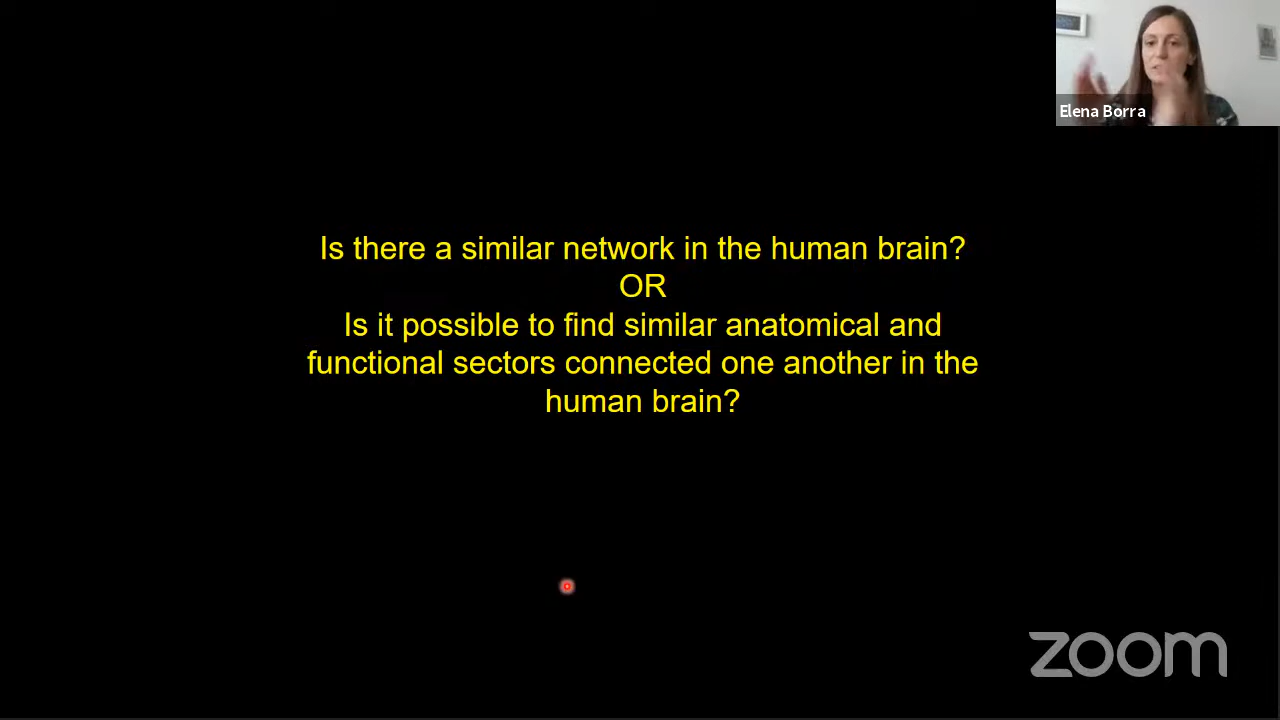 Elena Borra
Is there a similar network in the human brain?
OR
Is it possible to find similar anatomical and
functional sectors connected one another in the
human brain?
zoom